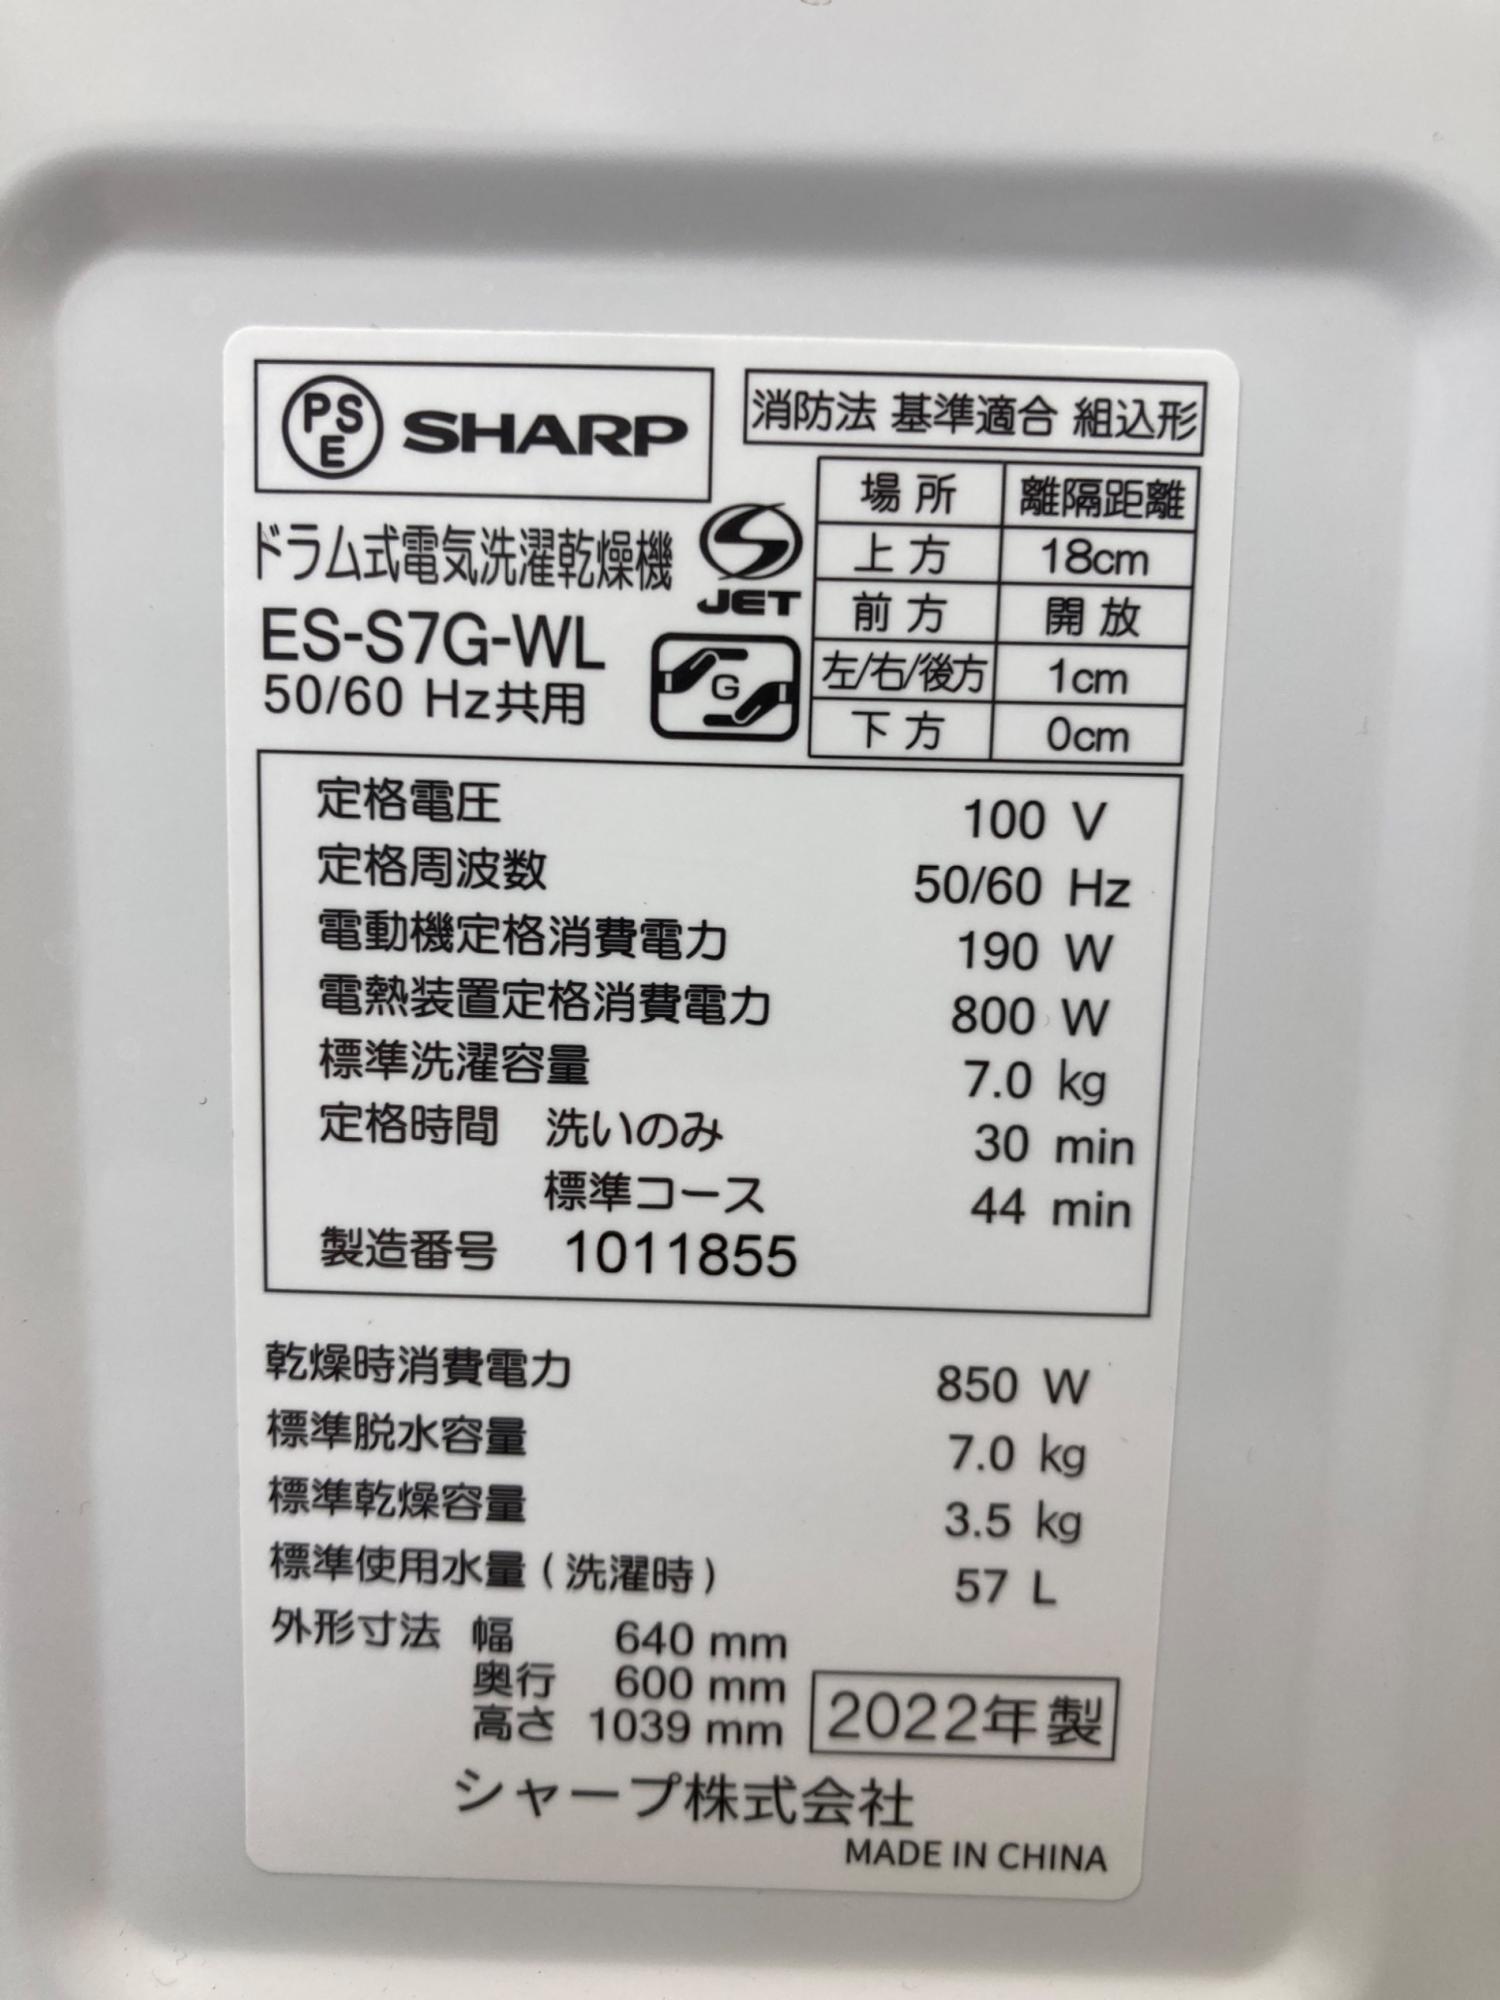 PSE SHARP
消防法 基準適合 組込形
場所 離隔距離
上方 18cm
前方 開放
左/右/後方 1cm
下方 0cm
ドラム式電気洗濯乾燥機
JET
ES-S7G-WL
G
50/60 Hz共用
定格電圧 100 V
定格周波数 50/60 Hz
電動機定格消費電力 190 W
電熱装置定格消費電力 800 W
標準洗濯容量 7.0 kg
定格時間 洗いのみ 30 min
標準コース 44 min
製造番号 1011855
乾燥時消費電力 850 W
標準脱水容量 7.0 kg
標準乾燥容量 3.5 kg
標準使用水量(洗濯時) 57 L
外形寸法 幅 640 mm
奥行 600 mm
高さ 1039 mm
2022年製
シャープ株式会社
MADE IN CHINA